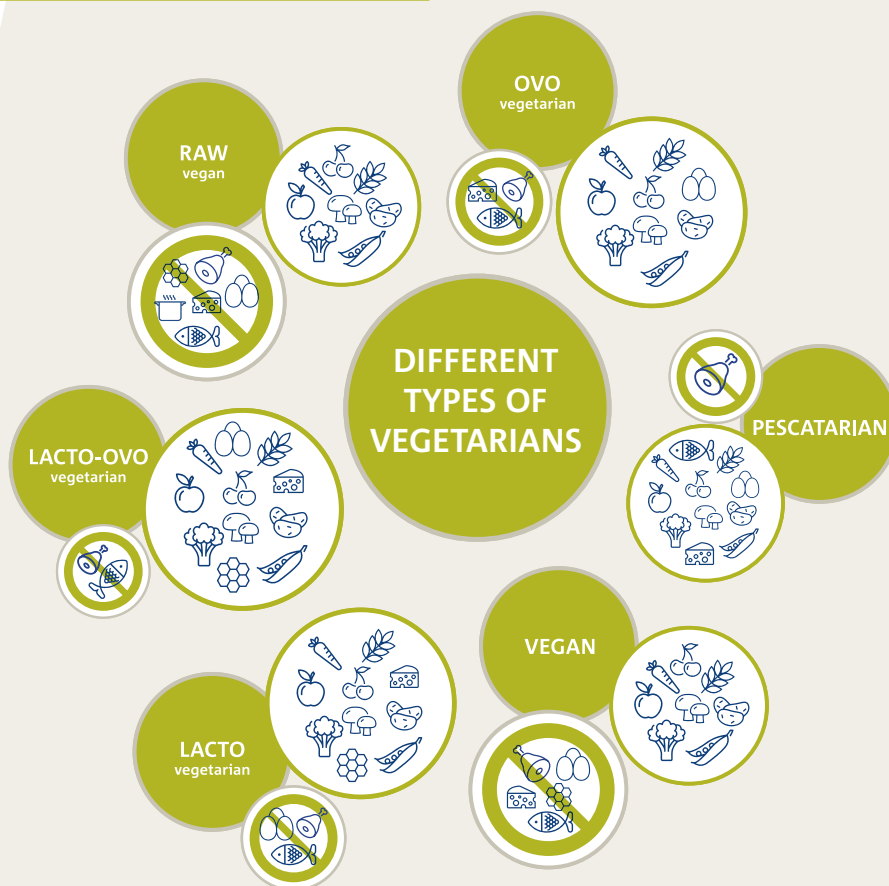 OVO
vegetarian
RAW
vegan
DIFFERENT
TYPES OF
VEGETARIANS
PESCATARIAN
LACTO-OVO
vegetarian
VEGAN
LACTO
vegetarian